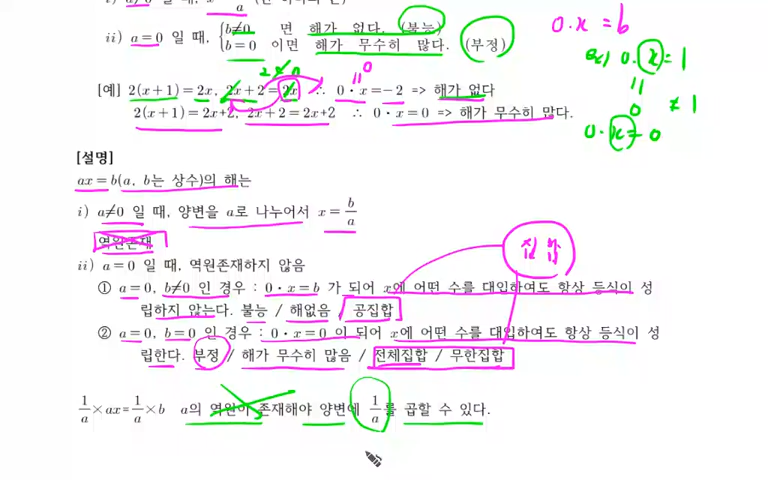 ii) a=0 일 때, { b≠0 면 해가 없다. (불능)
b=0 이면 해가 무수히 많다. (부정)
0·x = b
ex) 0·x = 1
0 ≠ 1
0·x = 0
2x 0
[예] 2(x+1)=2x, 2x+2=2x ∴ 0·x=-2 => 해가 없다
0
2(x+1)=2x+2, 2x+2=2x+2 ∴ 0·x=0 => 해가 무수히 많다.
[설명]
ax=b(a, b는 상수)의 해는
i) a≠0 일 때, 양변을 a로 나누어서 x= b/a
역원존재
집합
ii) a=0 일 때, 역원존재하지 않음
① a=0, b≠0 인 경우 : 0·x=b 가 되어 x에 어떤 수를 대입하여도 항상 등식이 성
립하지 않는다. 불능 / 해없음 / 공집합
② a=0, b=0 인 경우 : 0·x=0 이 되어 x에 어떤 수를 대입하여도 항상 등식이 성
립한다. 부정 / 해가 무수히 많음 / 전체집합 / 무한집합
1/a × ax = 1/a × b a의 역원이 존재해야 양변에 1/a를 곱할 수 있다.